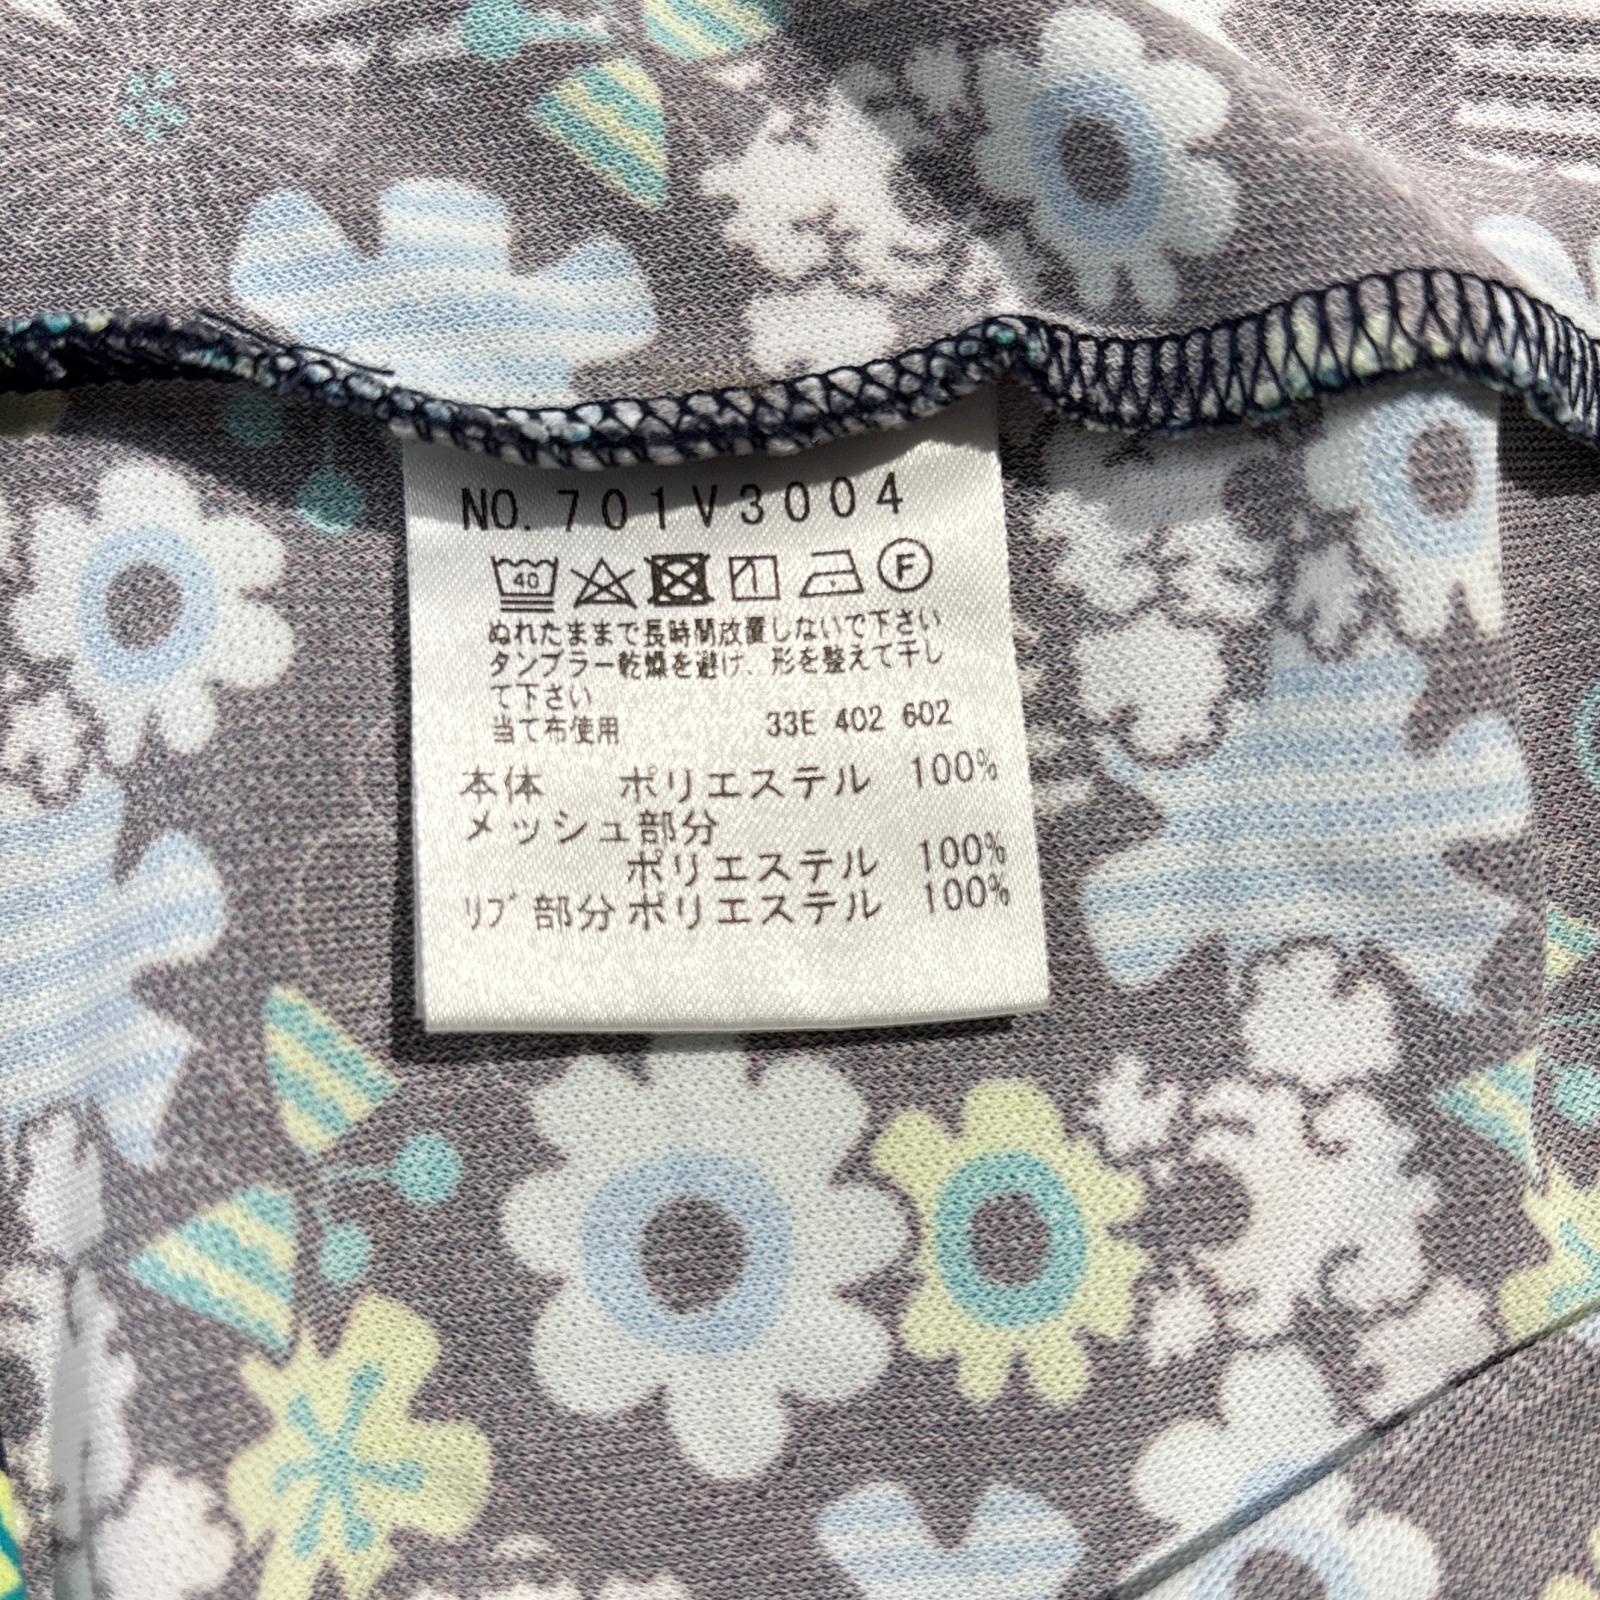 NO. 701V3004
40 1 F
ぬれたままで長時間放置しないで下さい
タンブラー乾燥を避け、形を整えて干し
て下さい
当て布使用 33E 402 602
本体 ポリエステル 100%
メッシュ部分
ポリエステル 100%
ﾘﾌﾞ部分 ポリエステル 100%